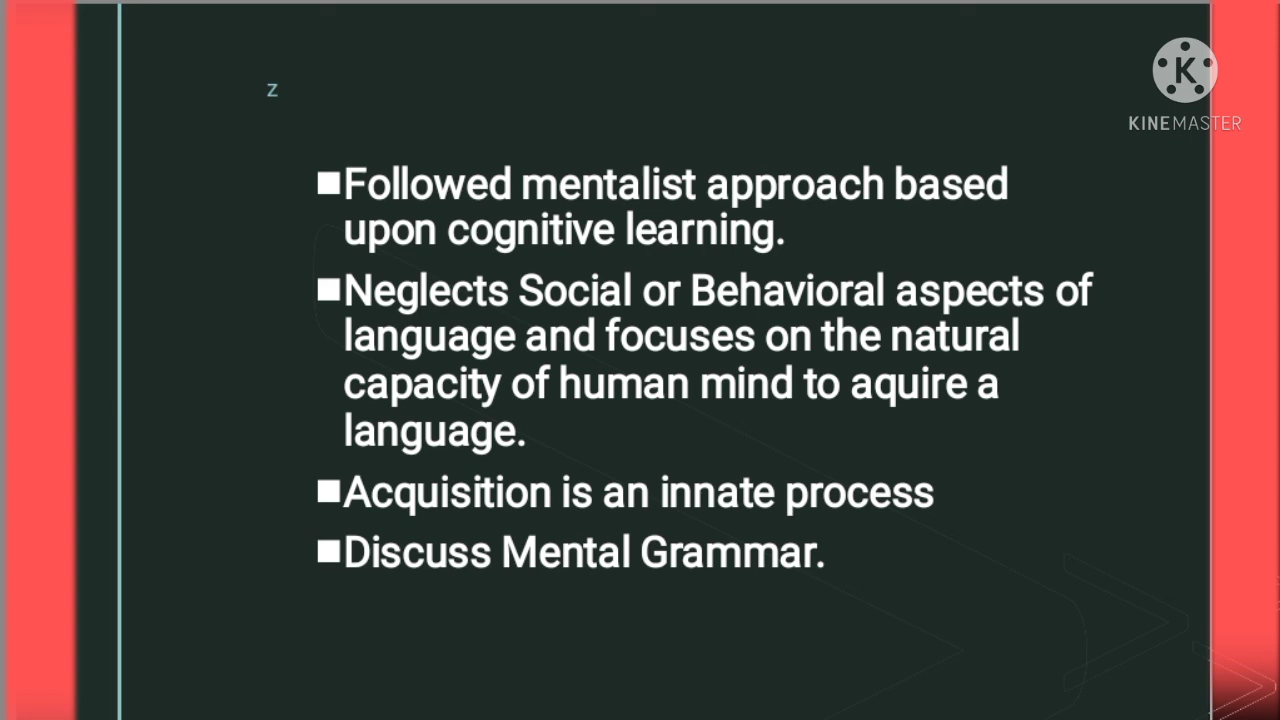 z
K
KINEMASTER
■Followed mentalist approach based
upon cognitive learning.
■Neglects Social or Behavioral aspects of
language and focuses on the natural
capacity of human mind to aquire a
language.
■Acquisition is an innate process
■Discuss Mental Grammar.